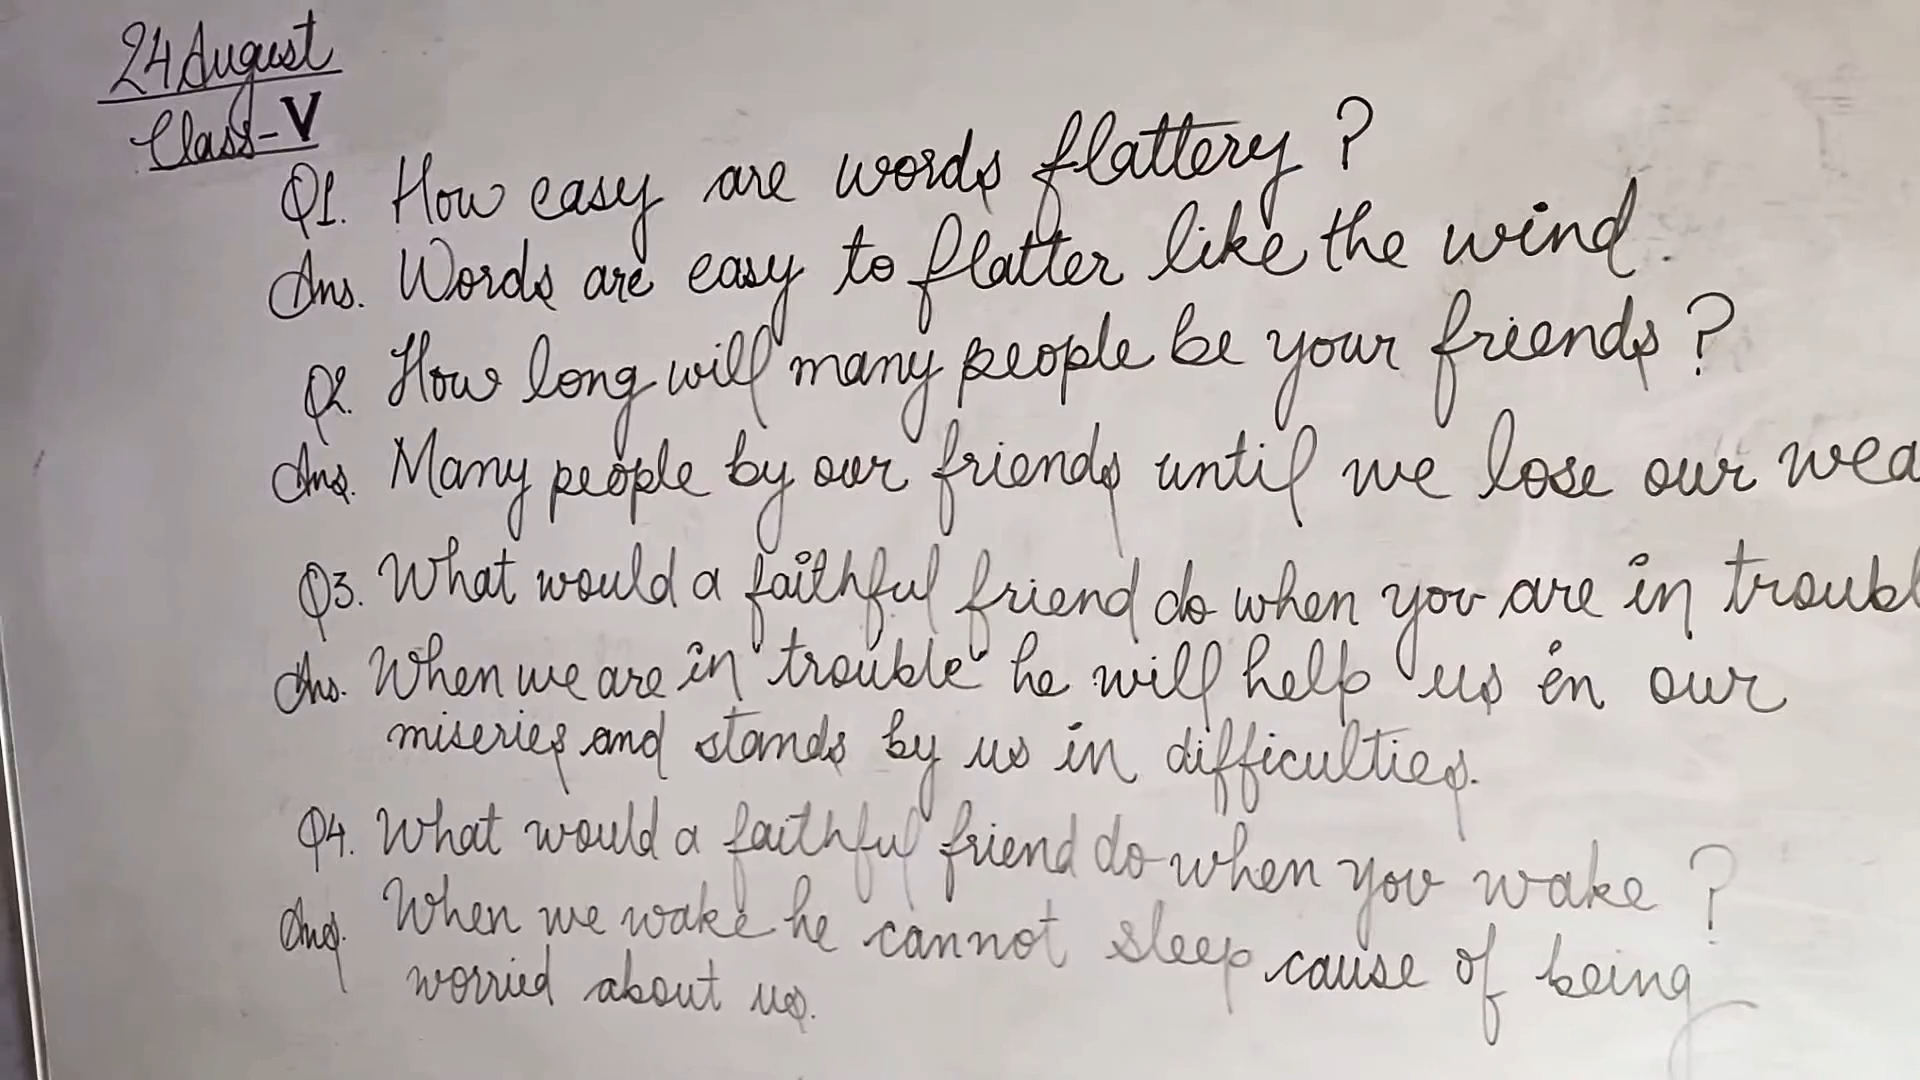 24 August
Class-V
Q1. How easy are words flattery ?
Ans. Words are easy to flatter like the wind.
Q2. How long will many people be your friends ?
Ans. Many people by our friends until we lose our wea
Q3. What would a faithful friend do when you are in troubl
Ans. When we are in trouble he will help us in our
miseries and stands by us in difficulties.
Q4. What would a faithful friend do when you wake ?
Ans. When we wake he cannot sleep cause of being
worried about us.